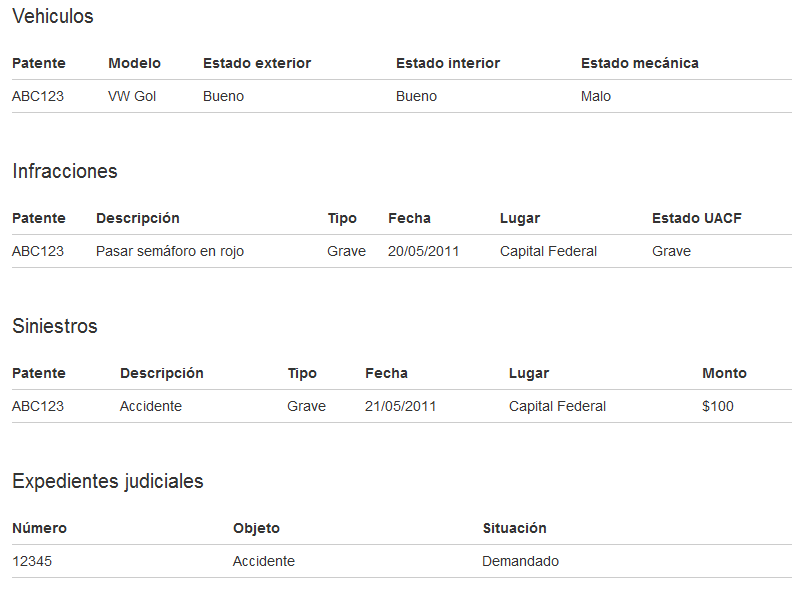 Vehiculos
Patente Modelo Estado exterior Estado interior Estado mecánica
ABC123 VW Gol Bueno Bueno Malo
Infracciones
Patente Descripción Tipo Fecha Lugar Estado UACF
ABC123 Pasar semáforo en rojo Grave 20/05/2011 Capital Federal Grave
Siniestros
Patente Descripción Tipo Fecha Lugar Monto
ABC123 Accidente Grave 21/05/2011 Capital Federal $100
Expedientes judiciales
Número Objeto Situación
12345 Accidente Demandado